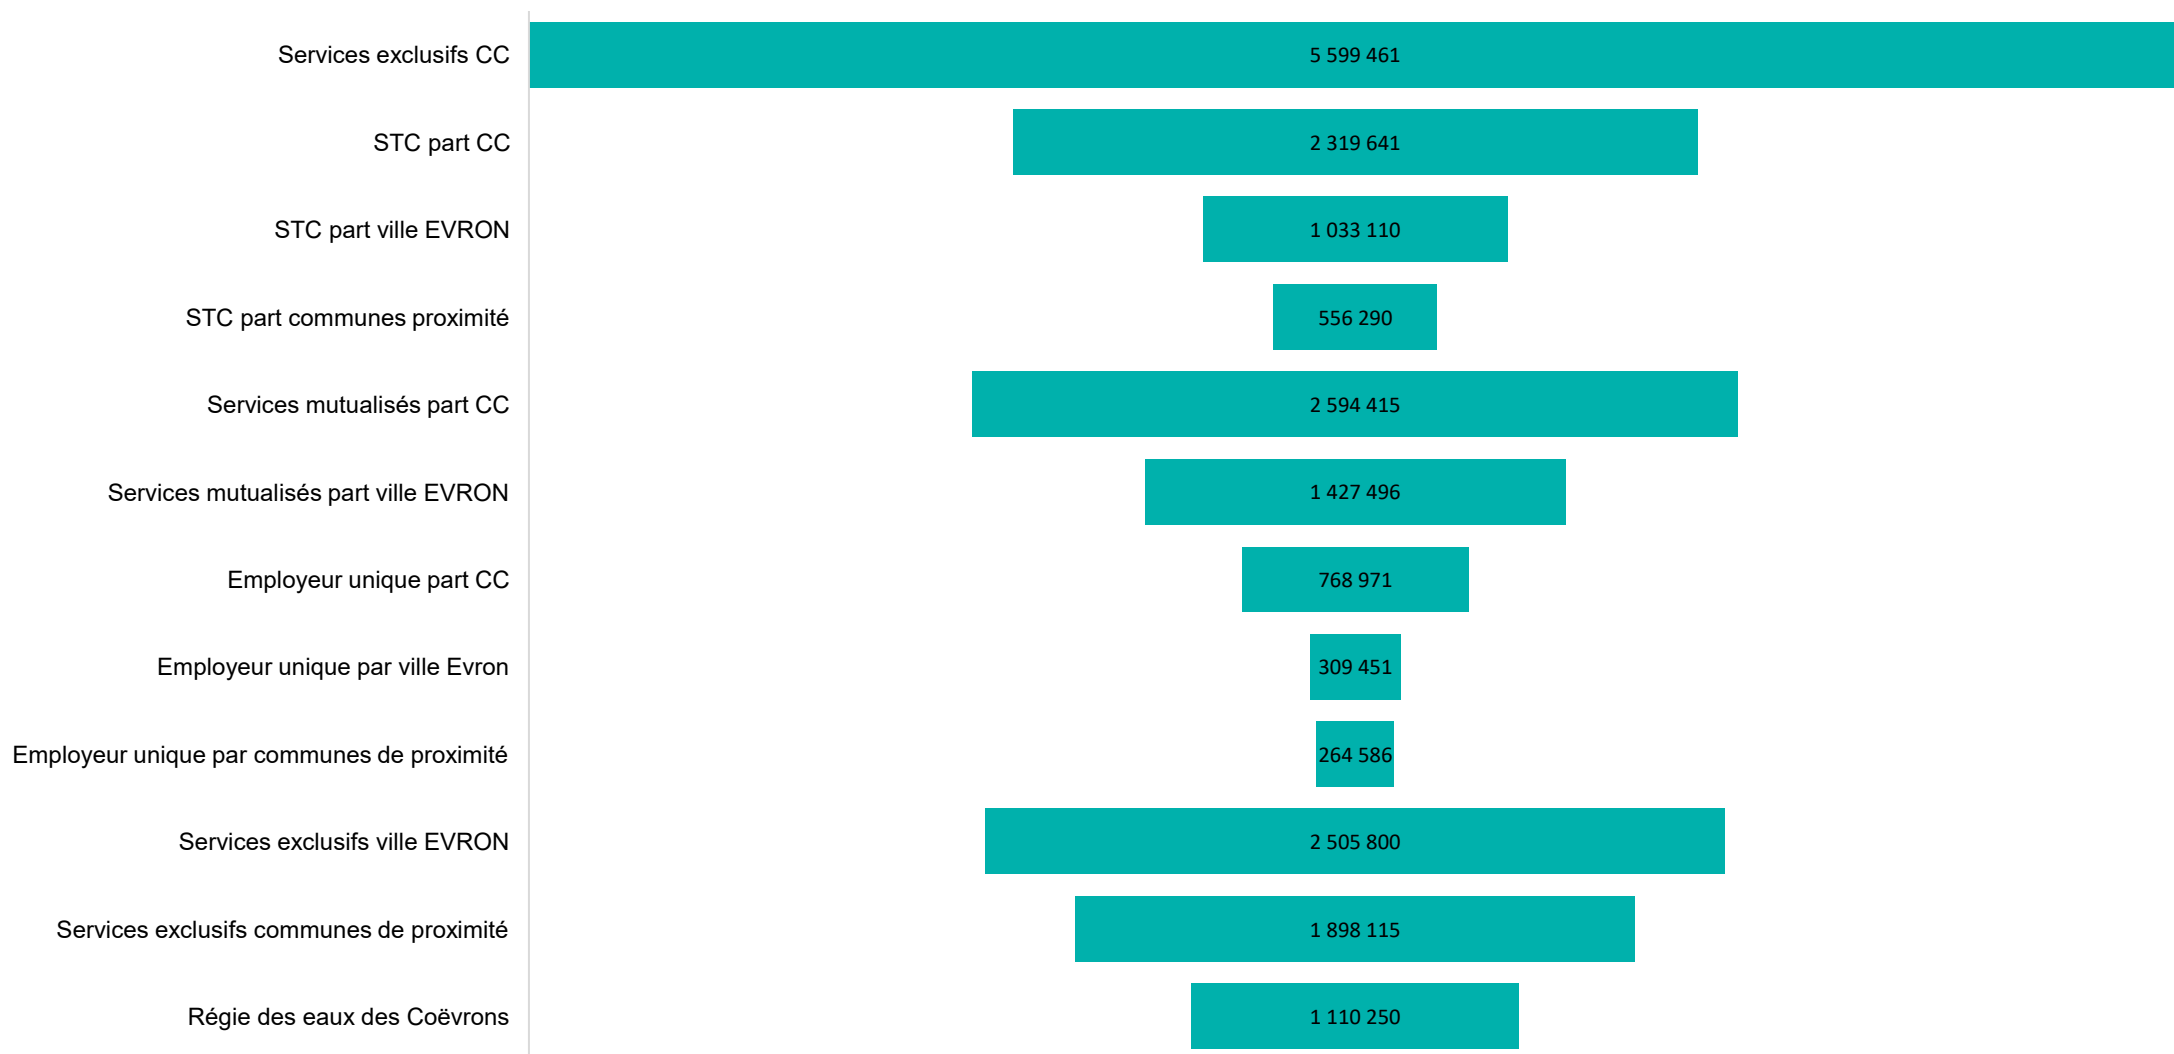 Services exclusifs CC 5 599 461
STC part CC 2 319 641
STC part ville EVRON 1 033 110
STC part communes proximité 556 290
Services mutualisés part CC 2 594 415
Services mutualisés part ville EVRON 1 427 496
Employeur unique part CC 768 971
Employeur unique par ville Evron 309 451
Employeur unique par communes de proximité 264 586
Services exclusifs ville EVRON 2 505 800
Services exclusifs communes de proximité 1 898 115
Régie des eaux des Coëvrons 1 110 250